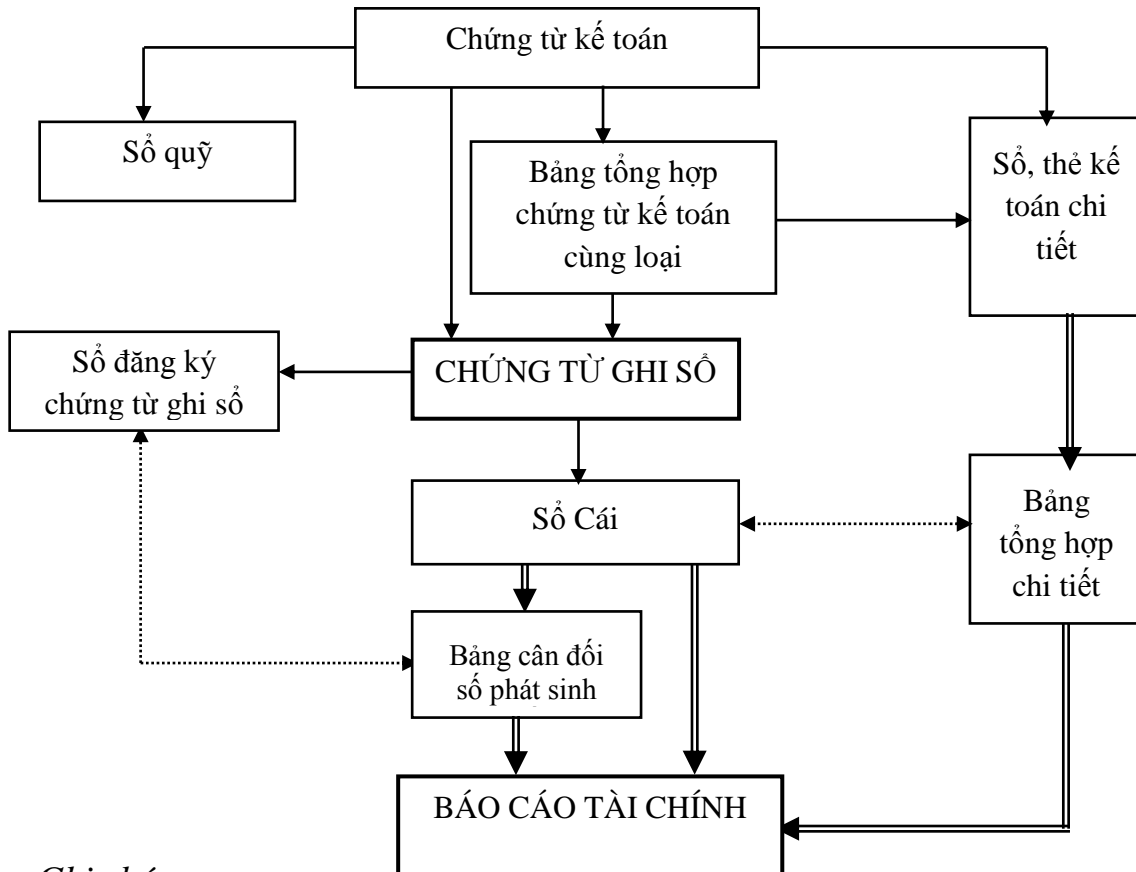 Chứng từ kế toán
Sổ quỹ
Bảng tổng hợp
chứng từ kế toán
cùng loại
Sổ, thẻ kế
toán chi
tiết
Sổ đăng ký
chứng từ ghi sổ
CHỨNG TỪ GHI SỔ
Sổ Cái
Bảng
tổng hợp
chi tiết
Bảng cân đối
số phát sinh
BÁO CÁO TÀI CHÍNH